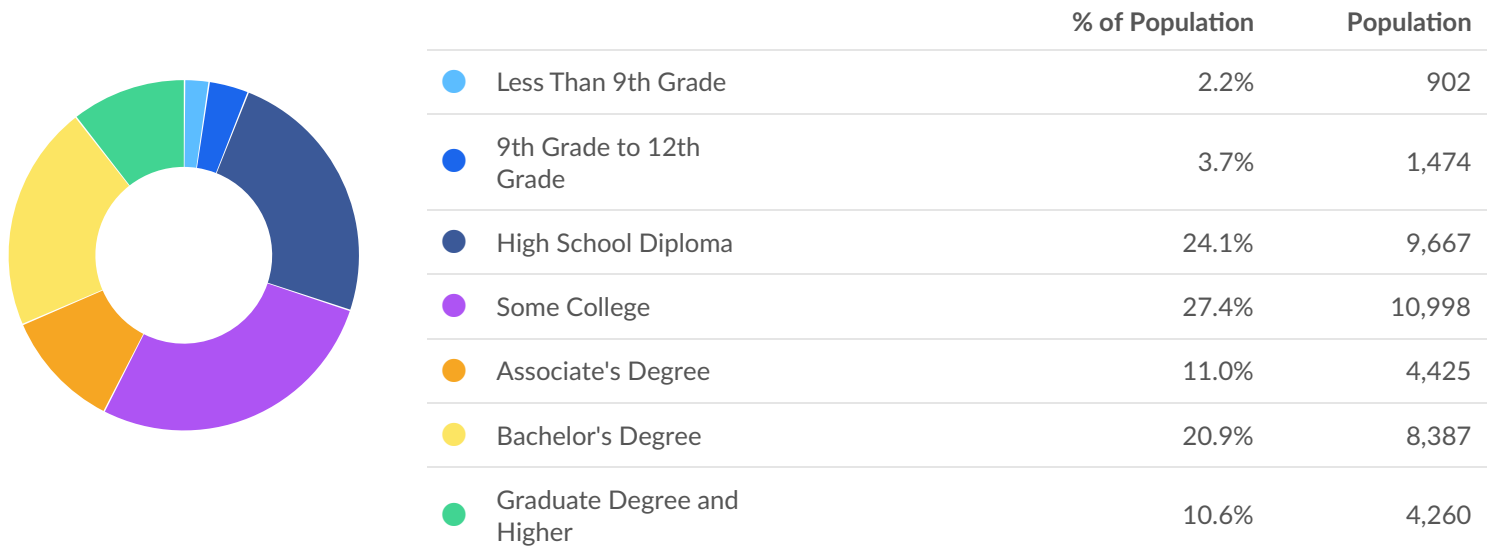 % of Population Population
Less Than 9th Grade 2.2% 902
9th Grade to 12th
Grade 3.7% 1,474
High School Diploma 24.1% 9,667
Some College 27.4% 10,998
Associate's Degree 11.0% 4,425
Bachelor's Degree 20.9% 8,387
Graduate Degree and
Higher 10.6% 4,260